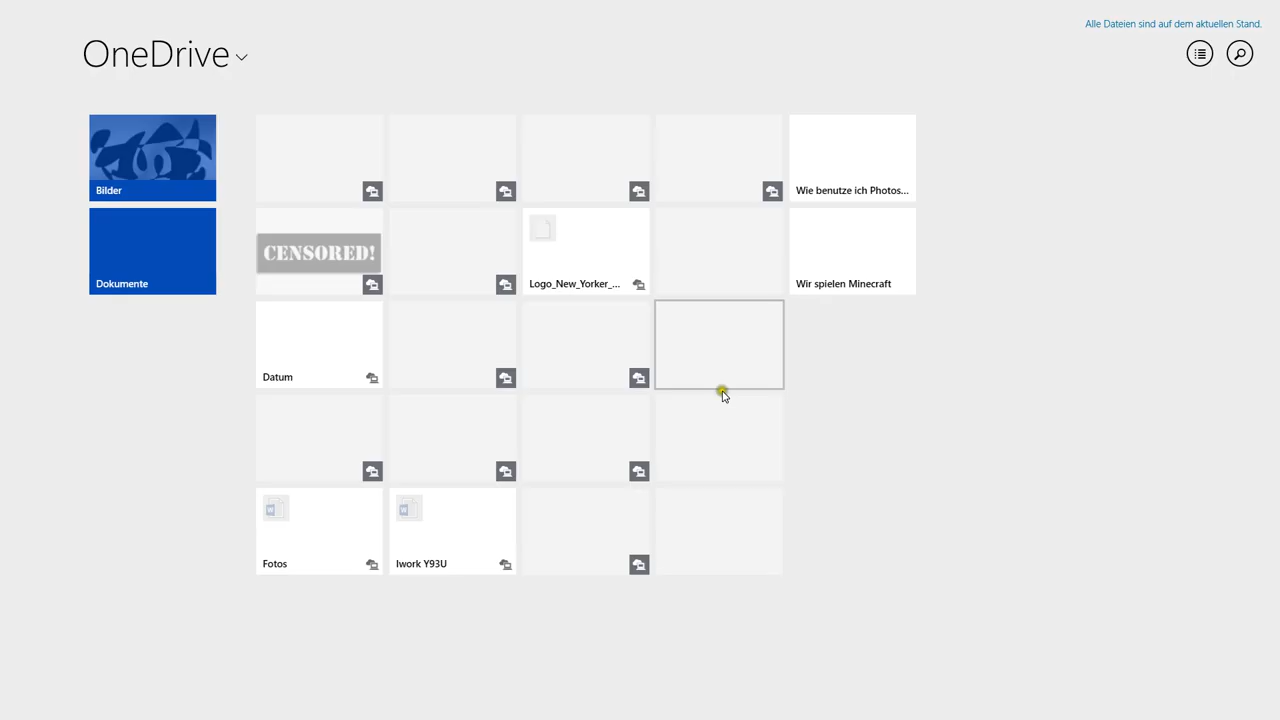 Alle Dateien sind auf dem aktuellen Stand.
OneDrive
Bilder
Wie benutze ich Photos...
Dokumente
CENSORED!
Logo_New_Yorker_...
Wir spielen Minecraft
Datum
Fotos
Iwork Y93U